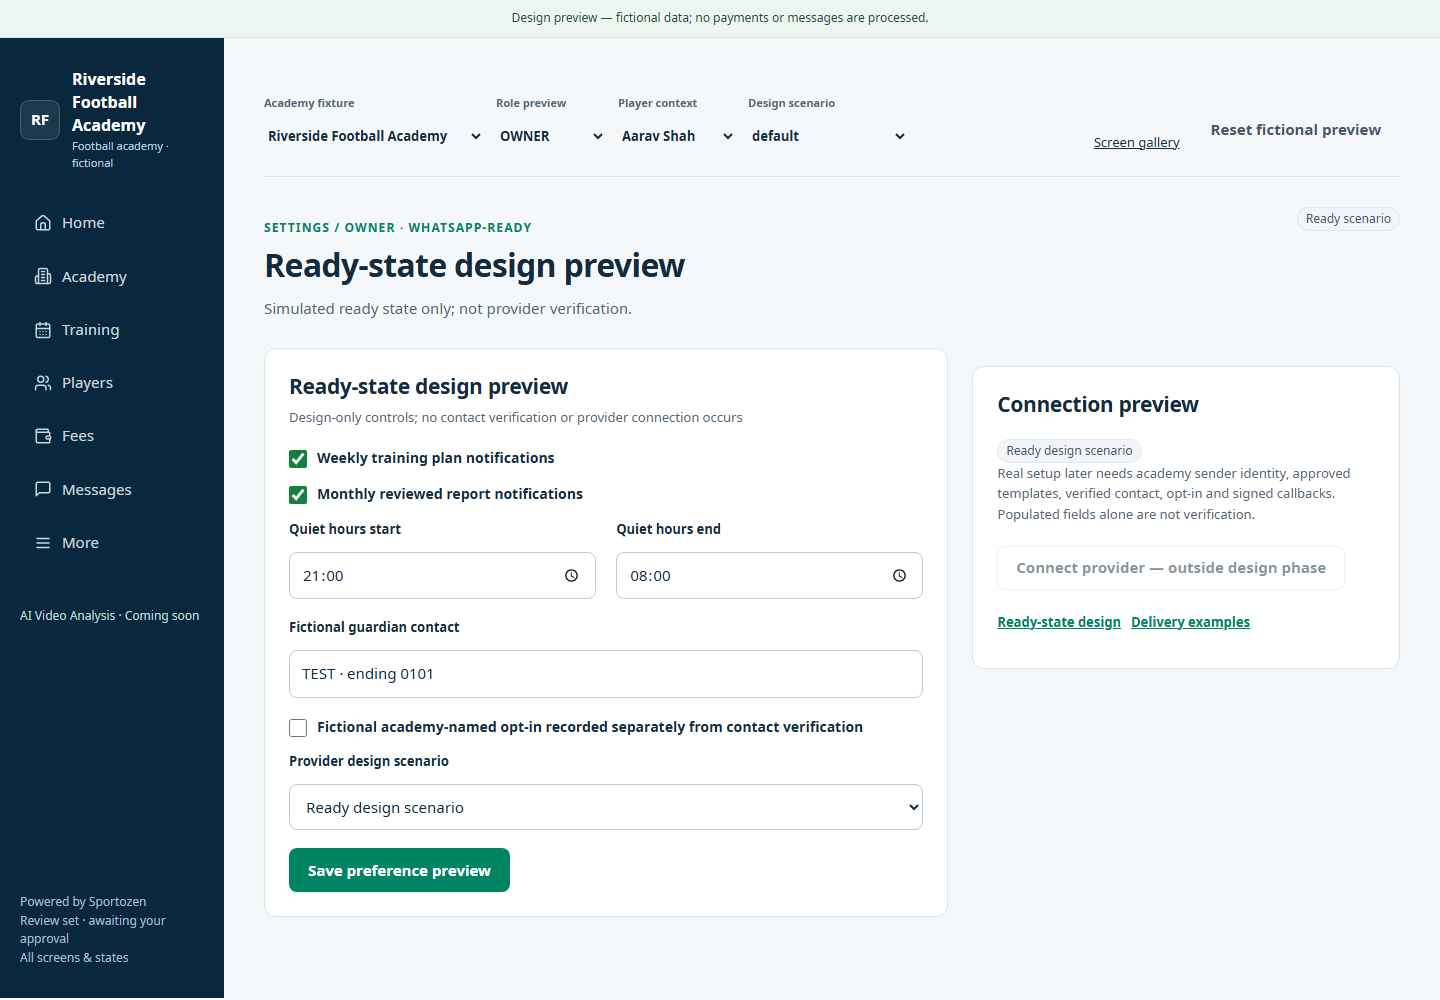 Design preview — fictional data; no payments or messages are processed.
RF
Riverside
Football
Academy
Football academy ·
fictional
Home
Academy
Training
Players
Fees
Messages
More
AI Video Analysis · Coming soon
Powered by Sportozen
Review set · awaiting your
approval
All screens & states
Academy fixture
Riverside Football Academy
Role preview
OWNER
Player context
Aarav Shah
Design scenario
default
Screen gallery
Reset fictional preview
SETTINGS / OWNER · WHATSAPP-READY
Ready scenario
Ready-state design preview
Simulated ready state only; not provider verification.
Ready-state design preview
Design-only controls; no contact verification or provider connection occurs
Weekly training plan notifications
Monthly reviewed report notifications
Quiet hours start
Quiet hours end
21:00
08:00
Fictional guardian contact
TEST · ending 0101
Fictional academy-named opt-in recorded separately from contact verification
Provider design scenario
Ready design scenario
Save preference preview
Connection preview
Ready design scenario
Real setup later needs academy sender identity, approved
templates, verified contact, opt-in and signed callbacks.
Populated fields alone are not verification.
Connect provider — outside design phase
Ready-state design
Delivery examples